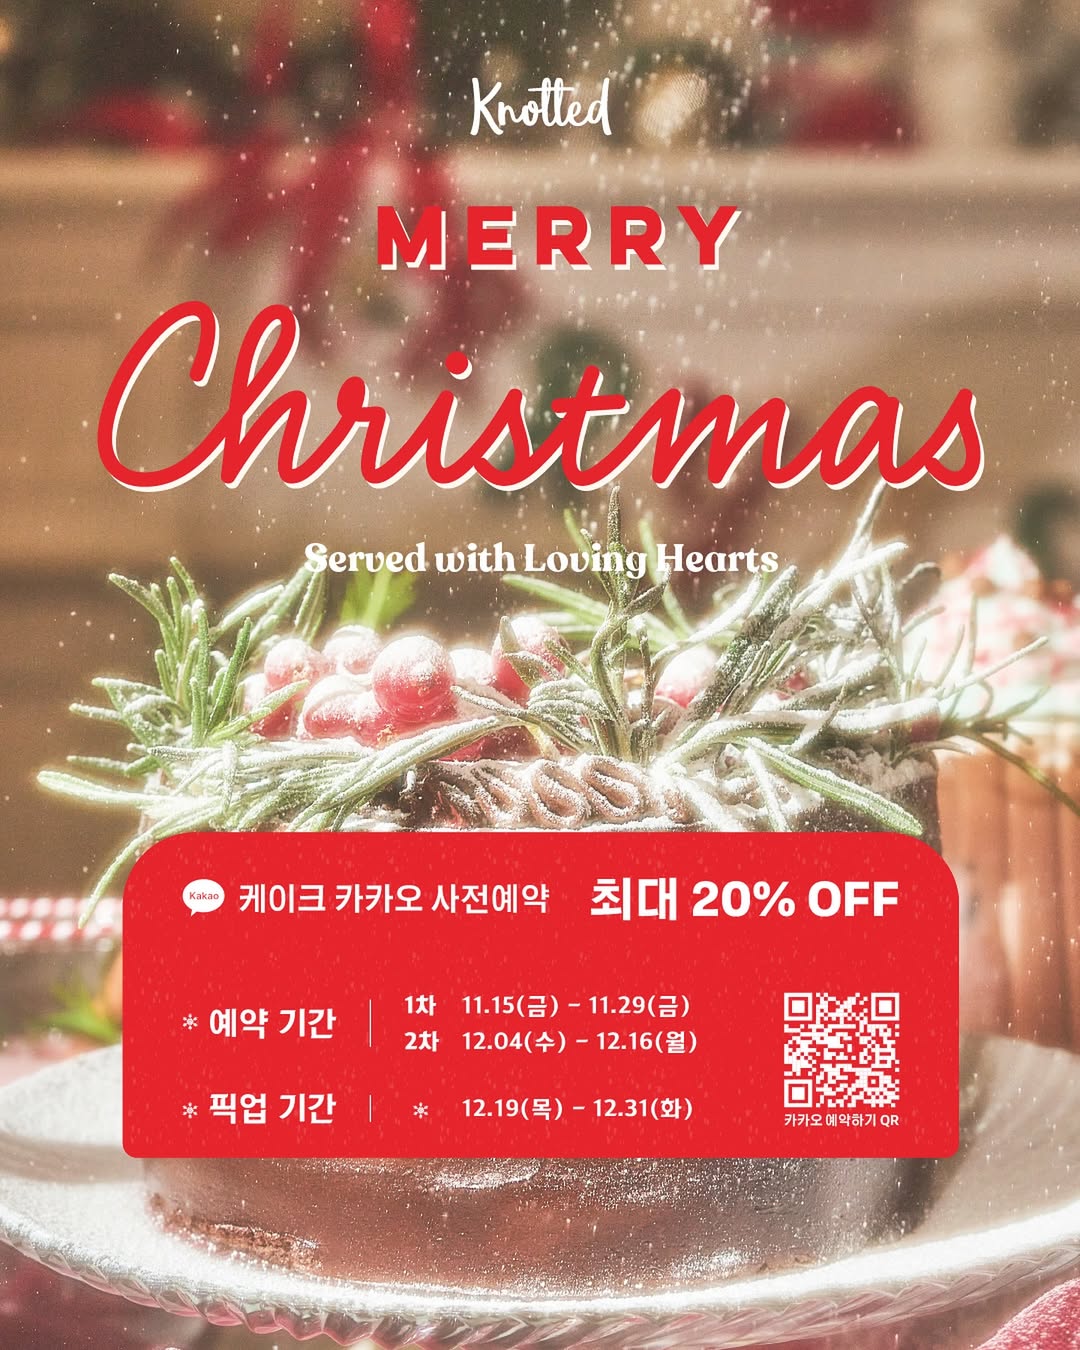 Knotted
MERRY
Christmas
Served with Loving Hearts
Kakao 케이크 카카오 사전예약 최대 20% OFF
* 예약 기간 | 1차 11.15(금) - 11.29(금)
2차 12.04(수) - 12.16(월)
* 픽업 기간 | * 12.19(목) - 12.31(화)
카카오 예약하기 QR